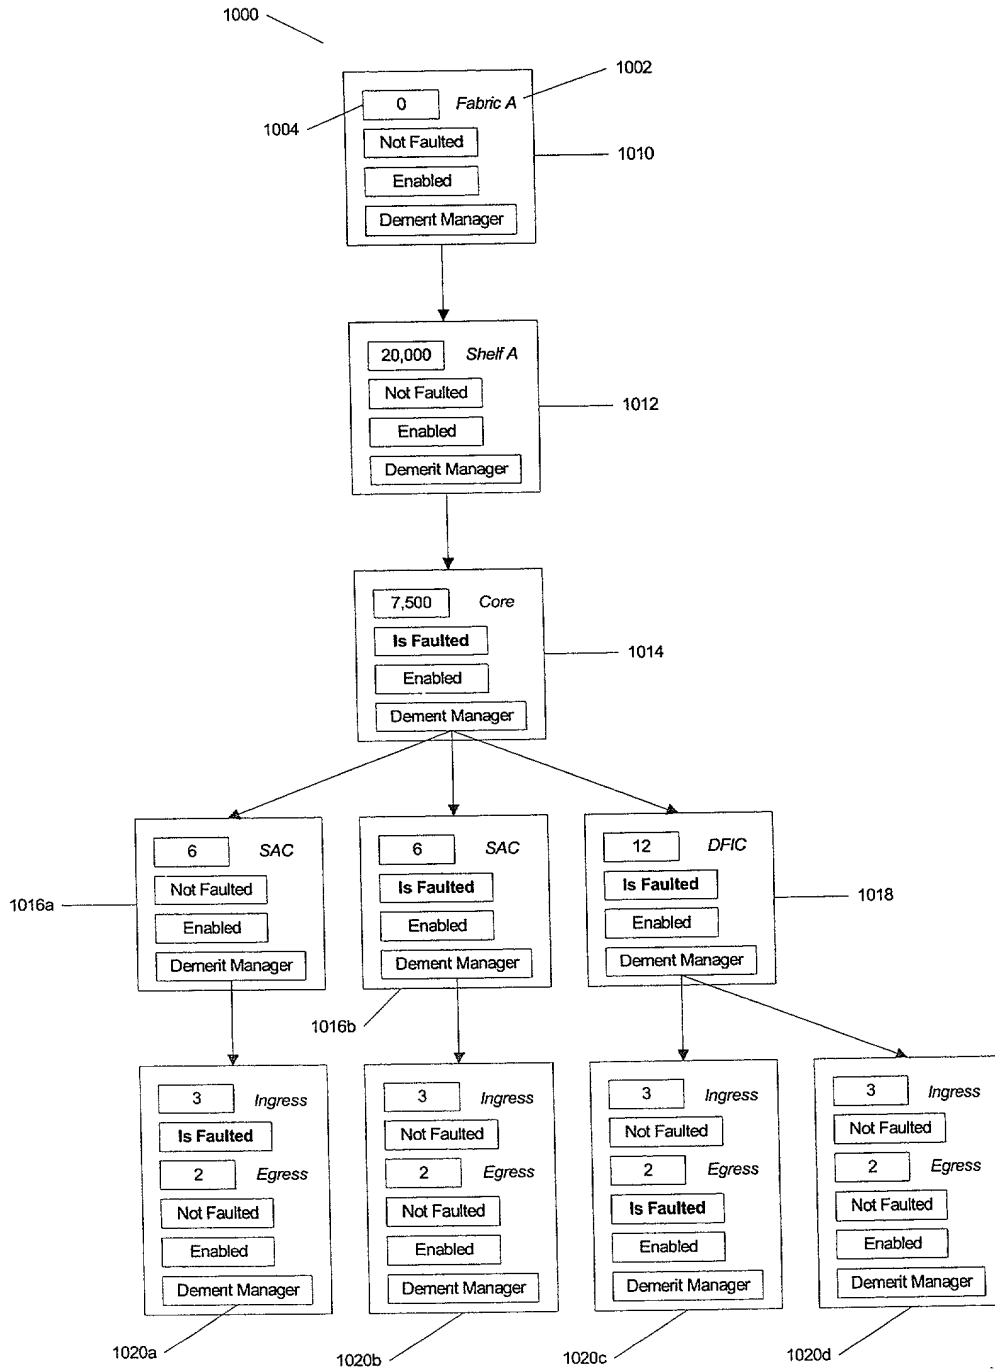 1000
1002
0 Fabric A
1004
Not Faulted
1010
Enabled
Dement Manager
20,000 Shelf A
Not Faulted
1012
Enabled
Demerit Manager
7,500 Core
Is Faulted
1014
Enabled
Dement Manager
6 SAC
6 SAC
12 DFIC
Not Faulted
Is Faulted
Is Faulted
1016a
1018
Enabled
Enabled
Enabled
Demerit Manager
Dement Manager
Dement Manager
1016b
3 Ingress
3 Ingress
3 Ingress
3 Ingress
Is Faulted
Not Faulted
Not Faulted
Not Faulted
2 Egress
2 Egress
2 Egress
2 Egress
Not Faulted
Not Faulted
Is Faulted
Not Faulted
Enabled
Enabled
Enabled
Enabled
Dement Manager
Dement Manager
Demerit Manager
Demerit Manager
1020a
1020b
1020c
1020d